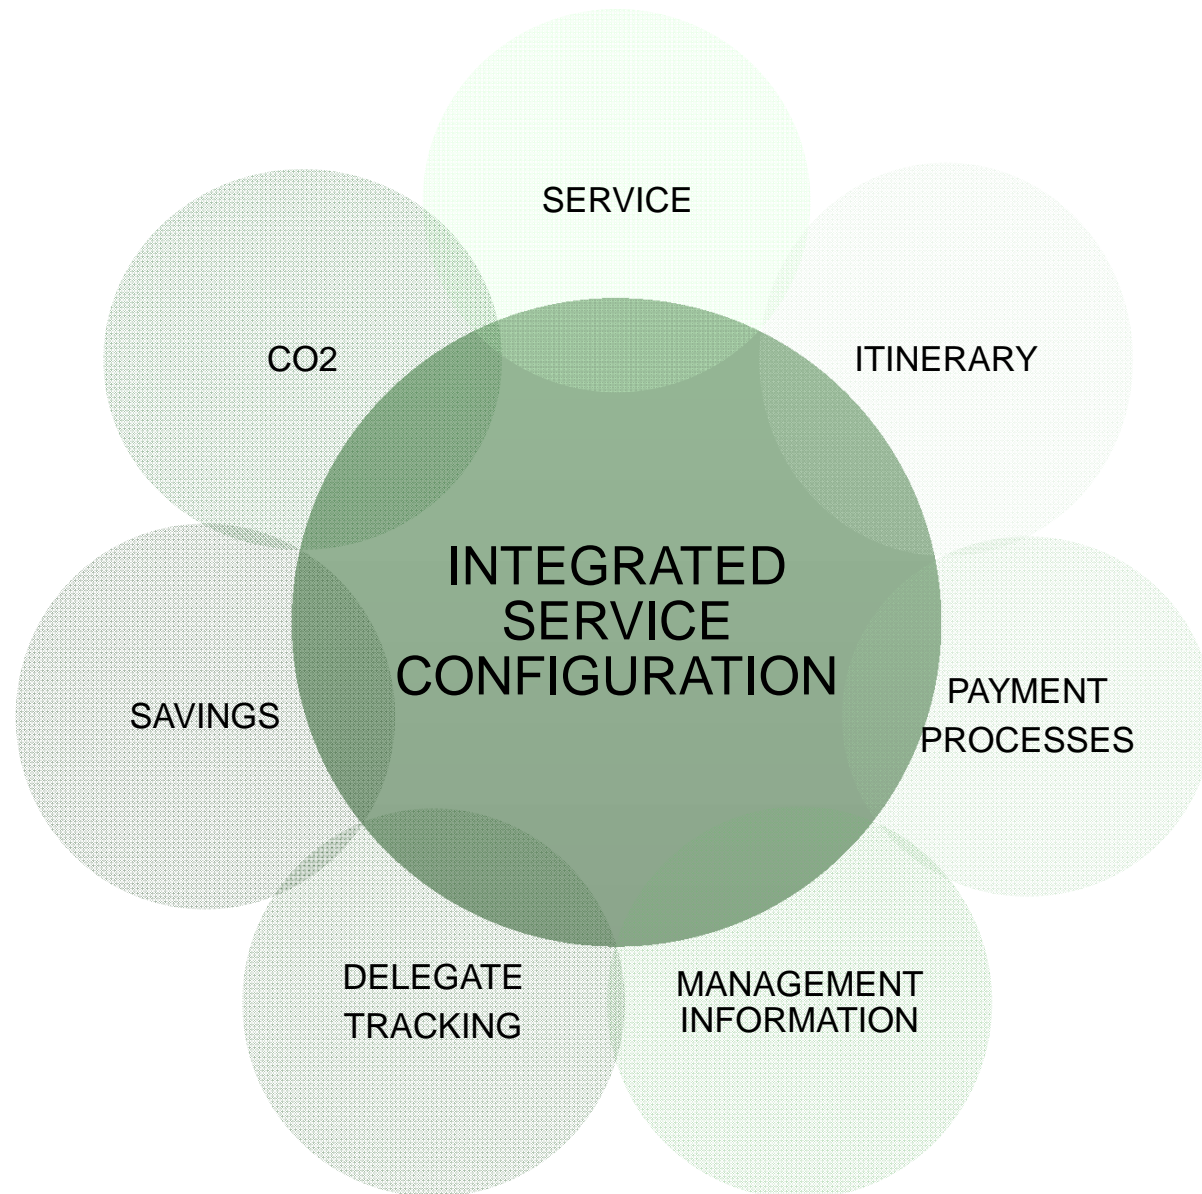 SERVICE
CO2
ITINERARY
INTEGRATED
SERVICE
CONFIGURATION
SAVINGS
PAYMENT
PROCESSES
DELEGATE
TRACKING
MANAGEMENT
INFORMATION